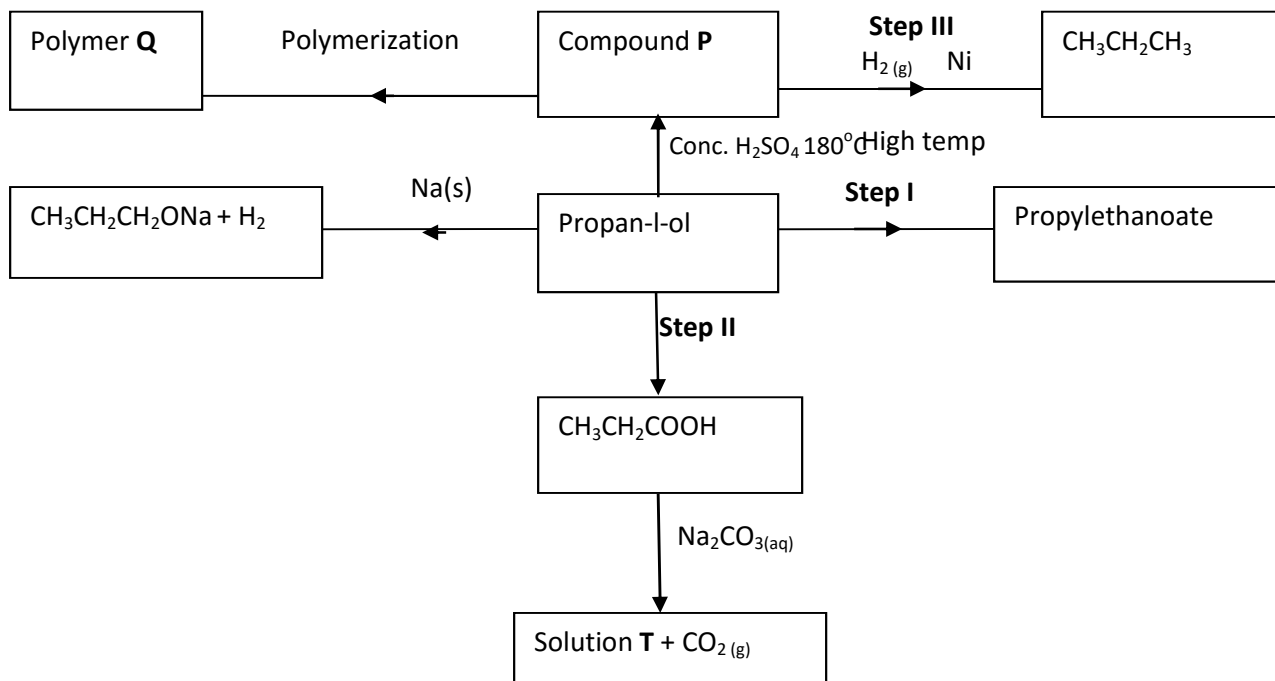 Polymer Q
Polymerization
Compound P
Step III
H₂ (g) Ni
CH₃CH₂CH₃
Conc. H₂SO₄ 180°C
High temp
CH₃CH₂CH₂ONa + H₂
Na(s)
Propan-l-ol
Step I
Propylethanoate
Step II
CH₃CH₂COOH
Na₂CO₃(aq)
Solution T + CO₂ (g)